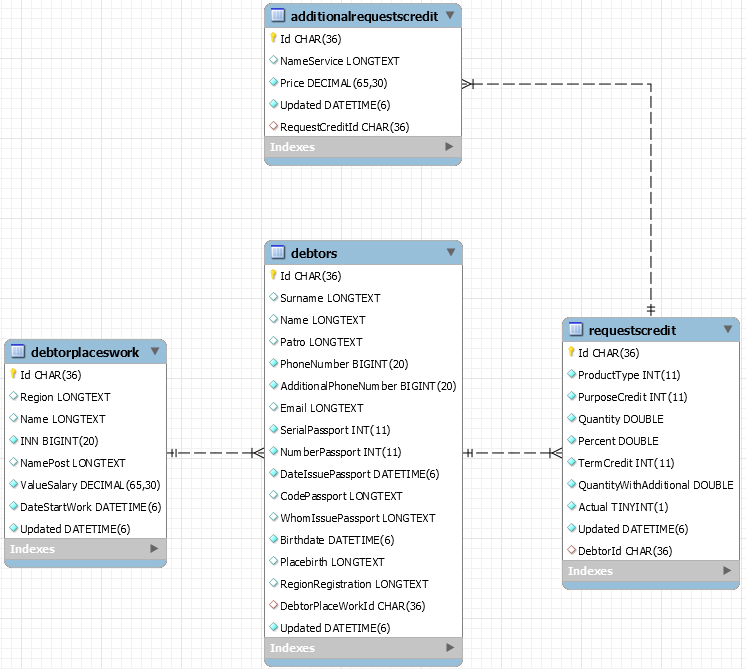 additionalrequestscredit
Id CHAR(36)
NameService LONGTEXT
Price DECIMAL(65,30)
Updated DATETIME(6)
RequestCreditId CHAR(36)
Indexes
debtors
Id CHAR(36)
Surname LONGTEXT
Name LONGTEXT
Patro LONGTEXT
PhoneNumber BIGINT(20)
AdditionalPhoneNumber BIGINT(20)
Email LONGTEXT
SerialPassport INT(11)
NumberPassport INT(11)
DateIssuePassport DATETIME(6)
CodePassport LONGTEXT
WhomIssuePassport LONGTEXT
Birthdate DATETIME(6)
Placebirth LONGTEXT
RegionRegistration LONGTEXT
DebtorPlaceWorkId CHAR(36)
Updated DATETIME(6)
Indexes
debtorplaceswork
Id CHAR(36)
Region LONGTEXT
Name LONGTEXT
INN BIGINT(20)
NamePost LONGTEXT
ValueSalary DECIMAL(65,30)
DateStartWork DATETIME(6)
Updated DATETIME(6)
Indexes
requestscredit
Id CHAR(36)
ProductType INT(11)
PurposeCredit INT(11)
Quantity DOUBLE
Percent DOUBLE
TermCredit INT(11)
QuantityWithAdditional DOUBLE
Actual TINYINT(1)
Updated DATETIME(6)
DebtorId CHAR(36)
Indexes